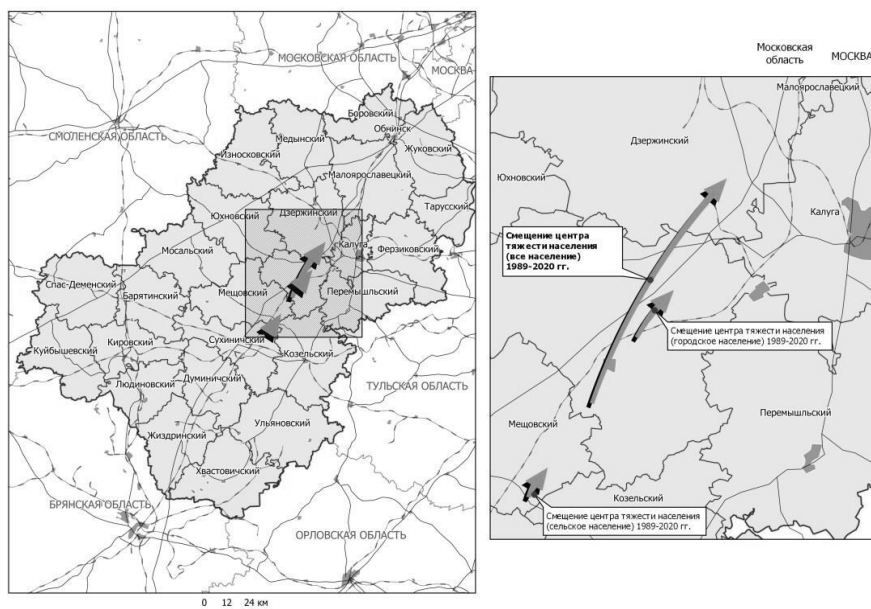 МОСКОВСКАЯ ОБЛАСТЬ
МОСКВА
СМОЛЕНСКАЯ ОБЛАСТЬ
Боровский
Обнинск
Медынский
Жуковский
Износковский
Малоярославецкий
Тарусский
Юхновский
Дзержинский
Калуга
Ферзиковский
Мосальский
Спас-Деменский
Барятинский
Мещовский
Перемышльский
Сухиничский
Козельский
Куйбышевский
Кировский
Людиновский
Думиничский
ТУЛЬСКАЯ ОБЛАСТЬ
Ульяновский
Жиздринский
Хвастовичский
БРЯНСКАЯ ОБЛАСТЬ
ОРЛОВСКАЯ ОБЛАСТЬ
0 12 24 км
Московская
область
МОСКВА
Малоярославецкий
Дзержинский
Юхновский
Калуга
Смещение центра
тяжести населения
(все население)
1989-2020 гг.
Смещение центра тяжести населения
(городское население) 1989-2020 гг.
Мещовский
Перемышльский
Козельский
Смещение центра тяжести населения
(сельское население) 1989-2020 гг.